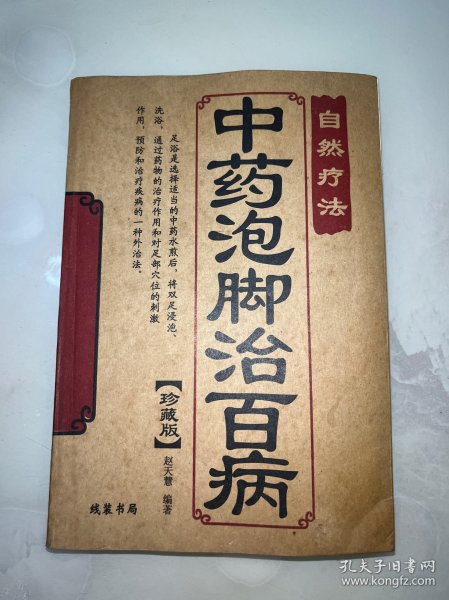 自然疗法
中药泡脚治百病
足浴是选择适当的中药水煎后，将双足浸泡、
洗浴，通过药物的治疗作用和对足部穴位的刺激
作用，预防和治疗疾病的一种外治法。
【珍藏版】
赵天慧 编著
线装书局
孔夫子旧书网
www.kongfz.com